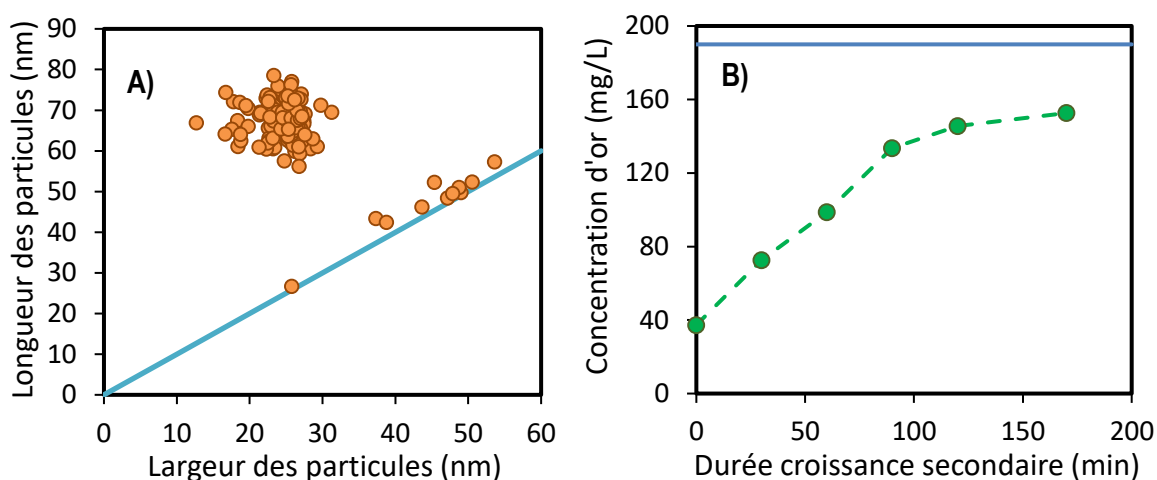 A)
Longueur des particules (nm)
90
80
70
60
50
40
30
20
10
0
0 10 20 30 40 50 60
Largeur des particules (nm)
B)
Concentration d'or (mg/L)
200
160
120
80
40
0
0 50 100 150 200
Durée croissance secondaire (min)